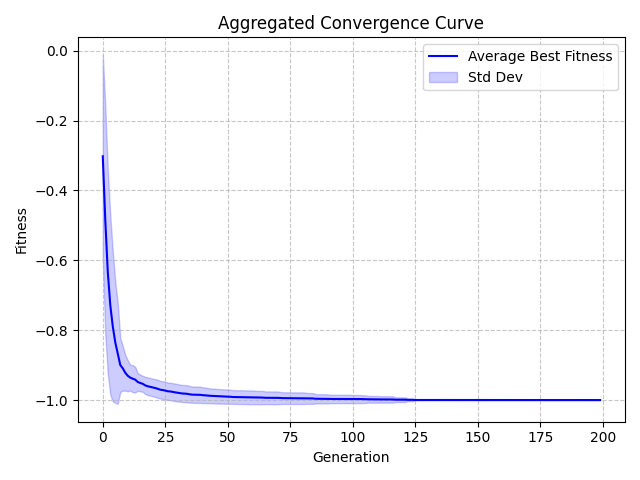 Aggregated Convergence Curve
Average Best Fitness
Std Dev
Fitness
0.0
−0.2
−0.4
−0.6
−0.8
−1.0
0 25 50 75 100 125 150 175 200
Generation